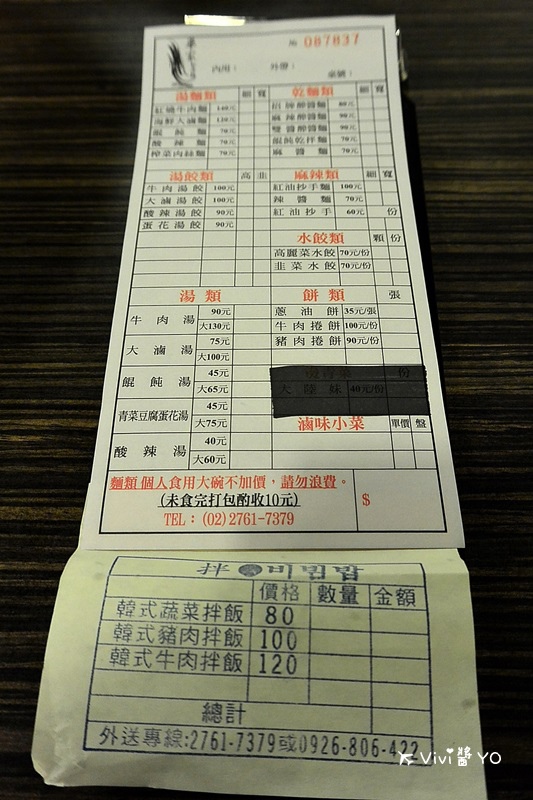 № 087837
內用： 外帶： 桌號：
湯麵類 細 寬 乾麵類 細 寬
紅燒牛肉麵 140元 招牌醡醬麵 80元
海鮮大滷麵 120元 麻辣醡醬麵 90元
餛飩麵 70元 雙醬醡醬麵 90元
酸辣麵 70元 餛飩乾拌麵 70元
榨菜肉絲麵 70元 麻醬麵 70元
湯餃類 高 韭 麻辣類 細 寬
牛肉湯餃 100元 紅油抄手麵 100元
大滷湯餃 100元 辣醬麵 70元
酸辣湯餃 90元 紅油抄手 60元 份
蛋花湯餃 90元
水餃類 顆 份
高麗菜水餃 70元/份
韭菜水餃 70元/份
湯類 餅類 張
牛肉湯 90元 蔥油餅 35元/張
大130元 牛肉捲餅 100元/份
大滷湯 75元 豬肉捲餅 90元/份
大100元
餛飩湯 45元 份
大65元 大陸妹 40元/份
青菜豆腐蛋花湯 45元
大75元 滷味小菜 單價 盤
酸辣湯 40元
大60元
麵類 個人食用大碗不加價，請勿浪費。
(未食完打包酌收10元) $
TEL：(02)2761-7379
拌 비빔밥
價格 數量 金額
韓式蔬菜拌飯 80
韓式豬肉拌飯 100
韓式牛肉拌飯 120
總計
外送專線:2761-7379或0926-806-422
Vivi醬YO